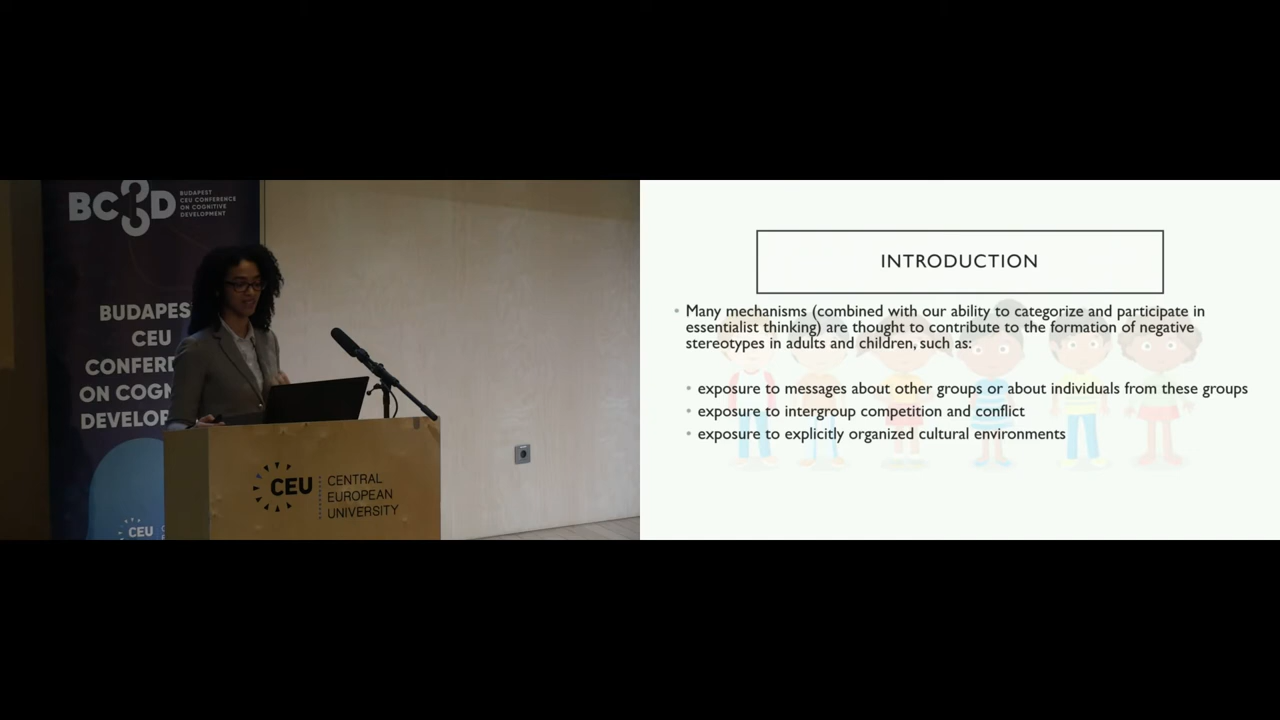 BC3D
BUDAPEST
CEU CONFERENCE
ON COGNITIVE
DEVELOPMENT
BUDAPES
CEU
CONFERE
ON COGN
DEVELOP
CEU
CEU
CENTRAL
EUROPEAN
UNIVERSITY
INTRODUCTION
• Many mechanisms (combined with our ability to categorize and participate in
essentialist thinking) are thought to contribute to the formation of negative
stereotypes in adults and children, such as:
• exposure to messages about other groups or about individuals from these groups
• exposure to intergroup competition and conflict
• exposure to explicitly organized cultural environments